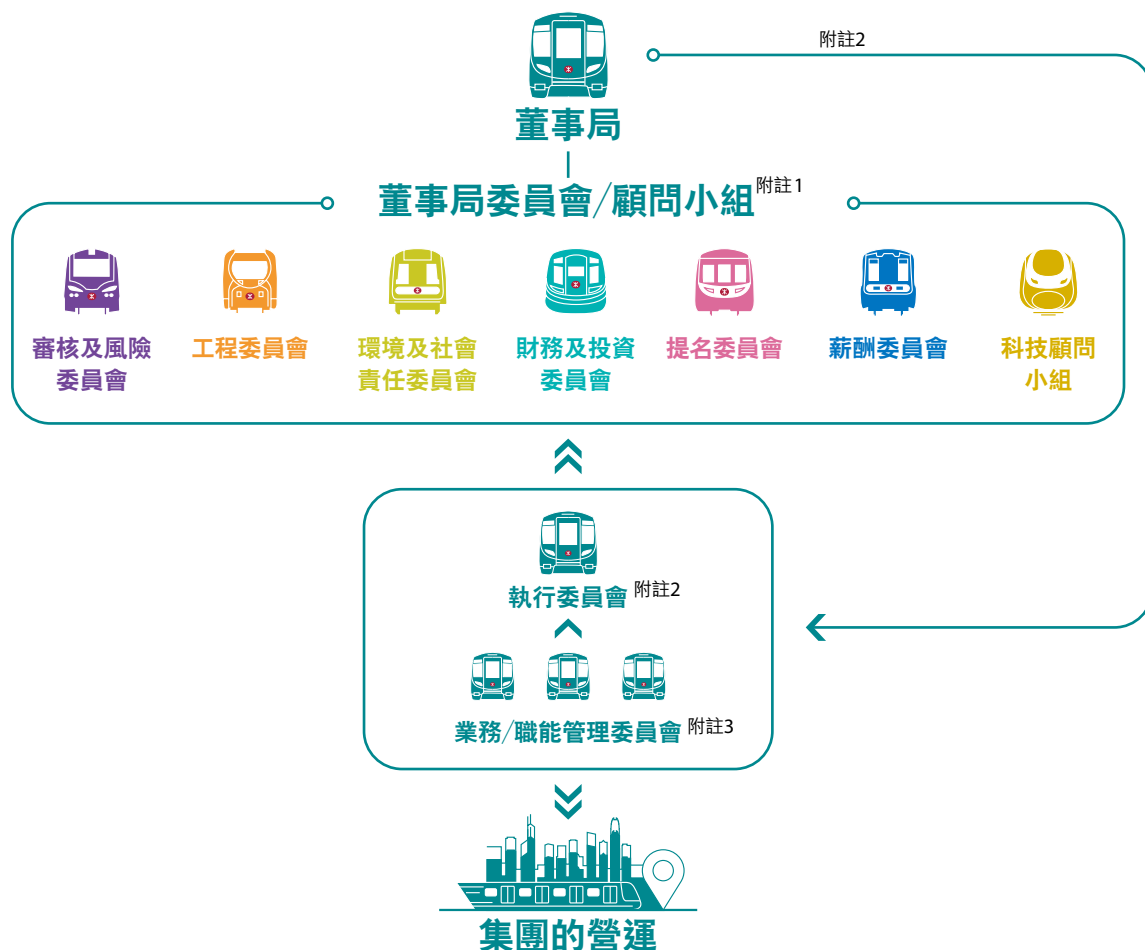 附註2
董事局
董事局委員會/顧問小組附註1
審核及風險
委員會
工程委員會
環境及社會
責任委員會
財務及投資
委員會
提名委員會
薪酬委員會
科技顧問
小組
執行委員會 附註2
業務/職能管理委員會 附註3
集團的營運